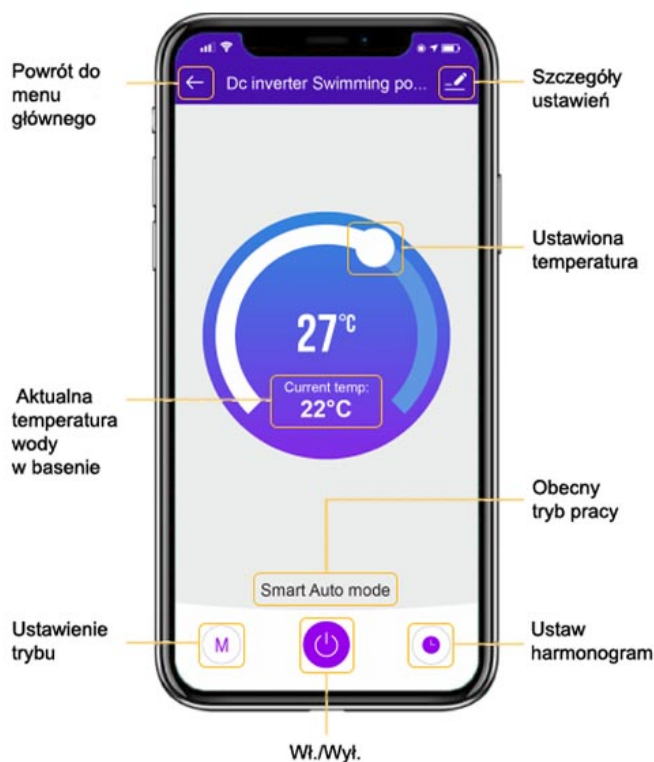 Powrót do
menu
głównego
Dc inverter Swimming po...
Szczegóły
ustawień
Ustawiona
temperatura
27°C
Current temp:
22°C
Aktualna
temperatura
wody
w basenie
Obecny
tryb pracy
Smart Auto mode
Ustawienie
trybu
M
Ustaw
harmonogram
Wł./Wył.